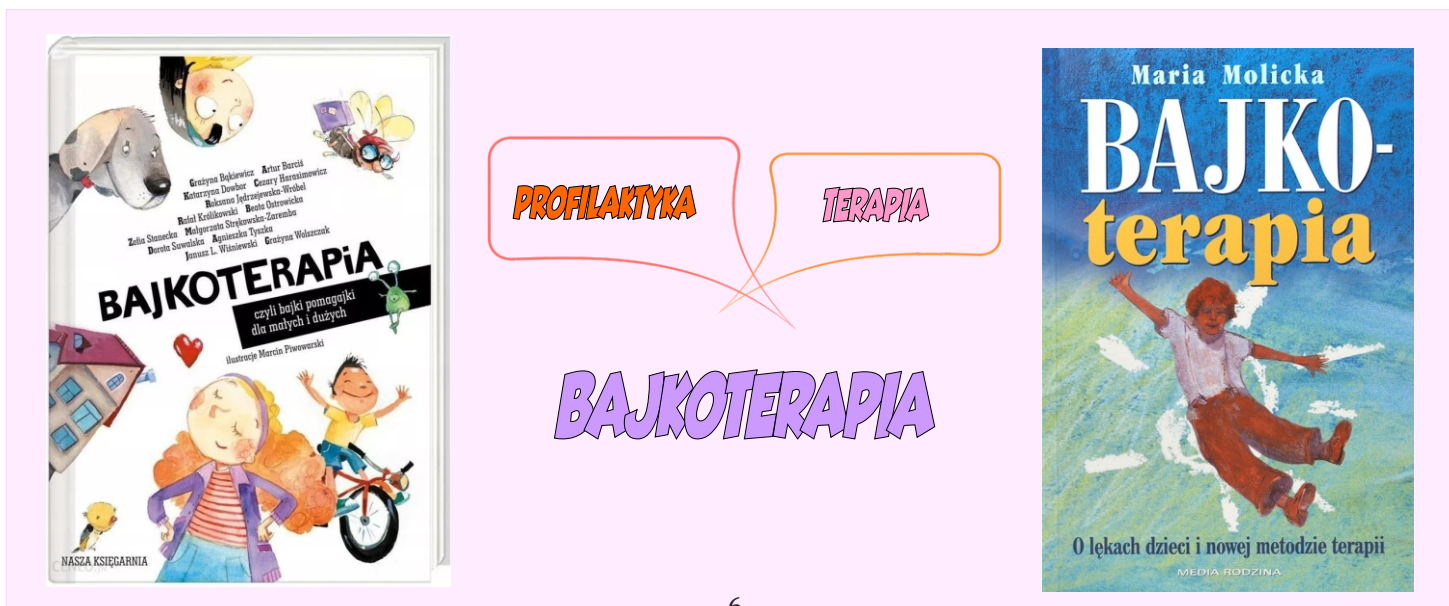 Grażyna Bąkiewicz Artur Barciś
Katarzyna Dowbor Cezary Harasimowicz
Roksana Jędrzejewska-Wróbel
Rafał Królikowski Beata Ostrowicka
Zofia Stanecka Małgorzata Strękowska-Zaremba
Dorota Suwalska Agnieszka Tyszka
Janusz L. Wiśniewski Grażyna Wolszczak
BAJKOTERAPiA
czyli bajki pomagajki
dla małych i dużych
ilustracje Marcin Piwowarski
NASZA KSIĘGARNIA
PROFILAKTYKA
TERAPIA
BAJKOTERAPIA
Maria Molicka
BAJKO-
terapia
O lękach dzieci i nowej metodzie terapii
MEDIA RODZINA
6